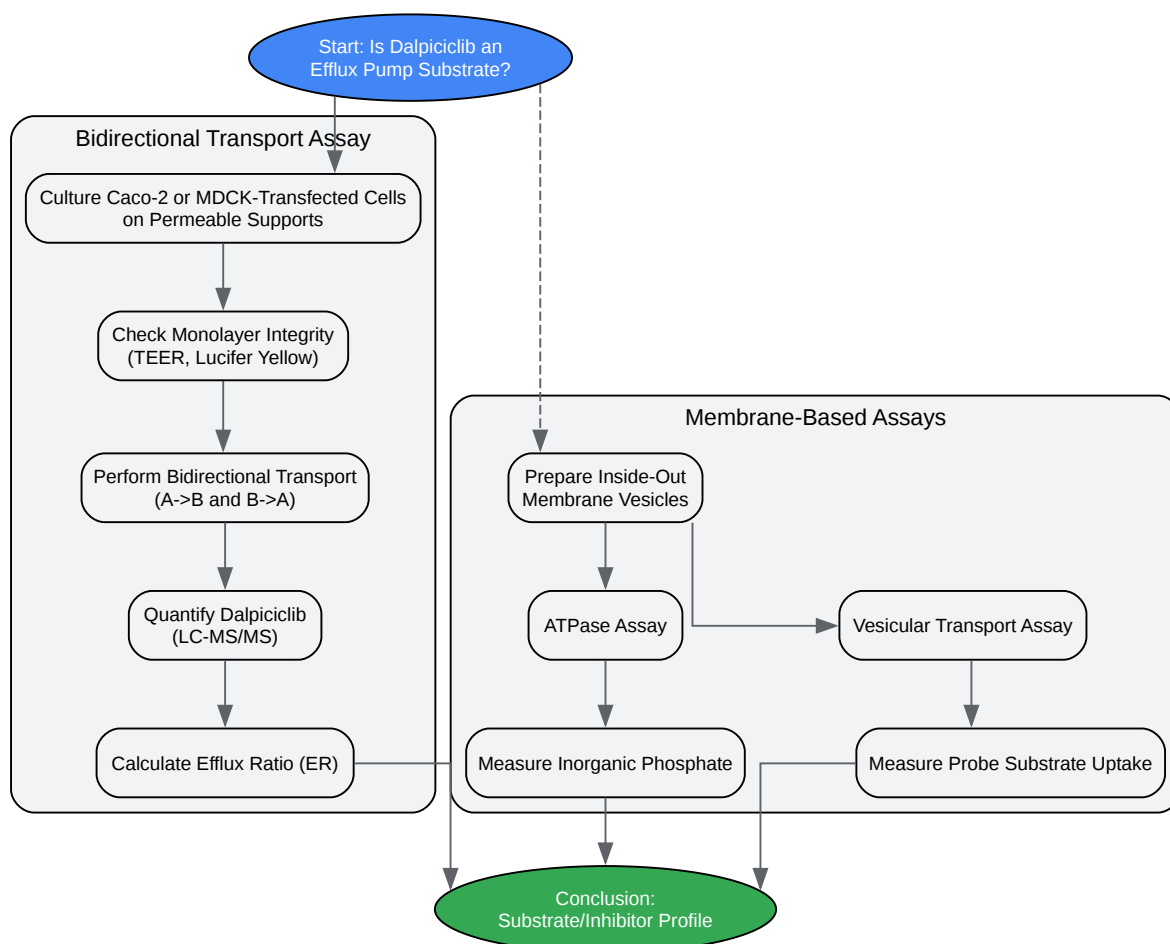 Start: Is Dalpiciclib an
Efflux Pump Substrate?
Bidirectional Transport Assay
Culture Caco-2 or MDCK-Transfected Cells
on Permeable Supports
Check Monolayer Integrity
(TEER, Lucifer Yellow)
Perform Bidirectional Transport
(A->B and B->A)
Quantify Dalpiciclib
(LC-MS/MS)
Calculate Efflux Ratio (ER)
Membrane-Based Assays
Prepare Inside-Out
Membrane Vesicles
ATPase Assay
Vesicular Transport Assay
Measure Inorganic Phosphate
Measure Probe Substrate Uptake
Conclusion:
Substrate/Inhibitor Profile